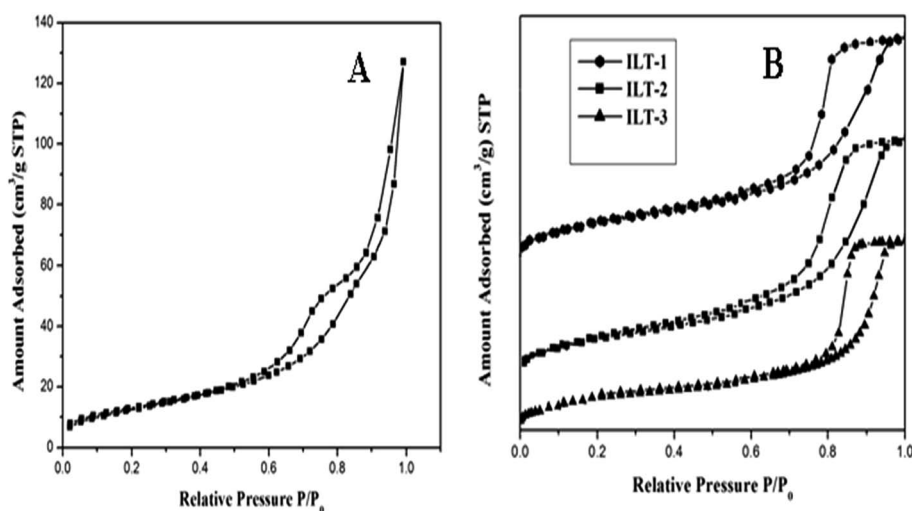 A
Amount Adsorbed (cm³/g STP)
140
120
100
80
60
40
20
0
0.0 0.2 0.4 0.6 0.8 1.0
Relative Pressure P/P₀
B
ILT-1
ILT-2
ILT-3
Amount Adsorbed (cm³/g) STP
0.0 0.2 0.4 0.6 0.8 1.0
Relative Pressure P/P₀